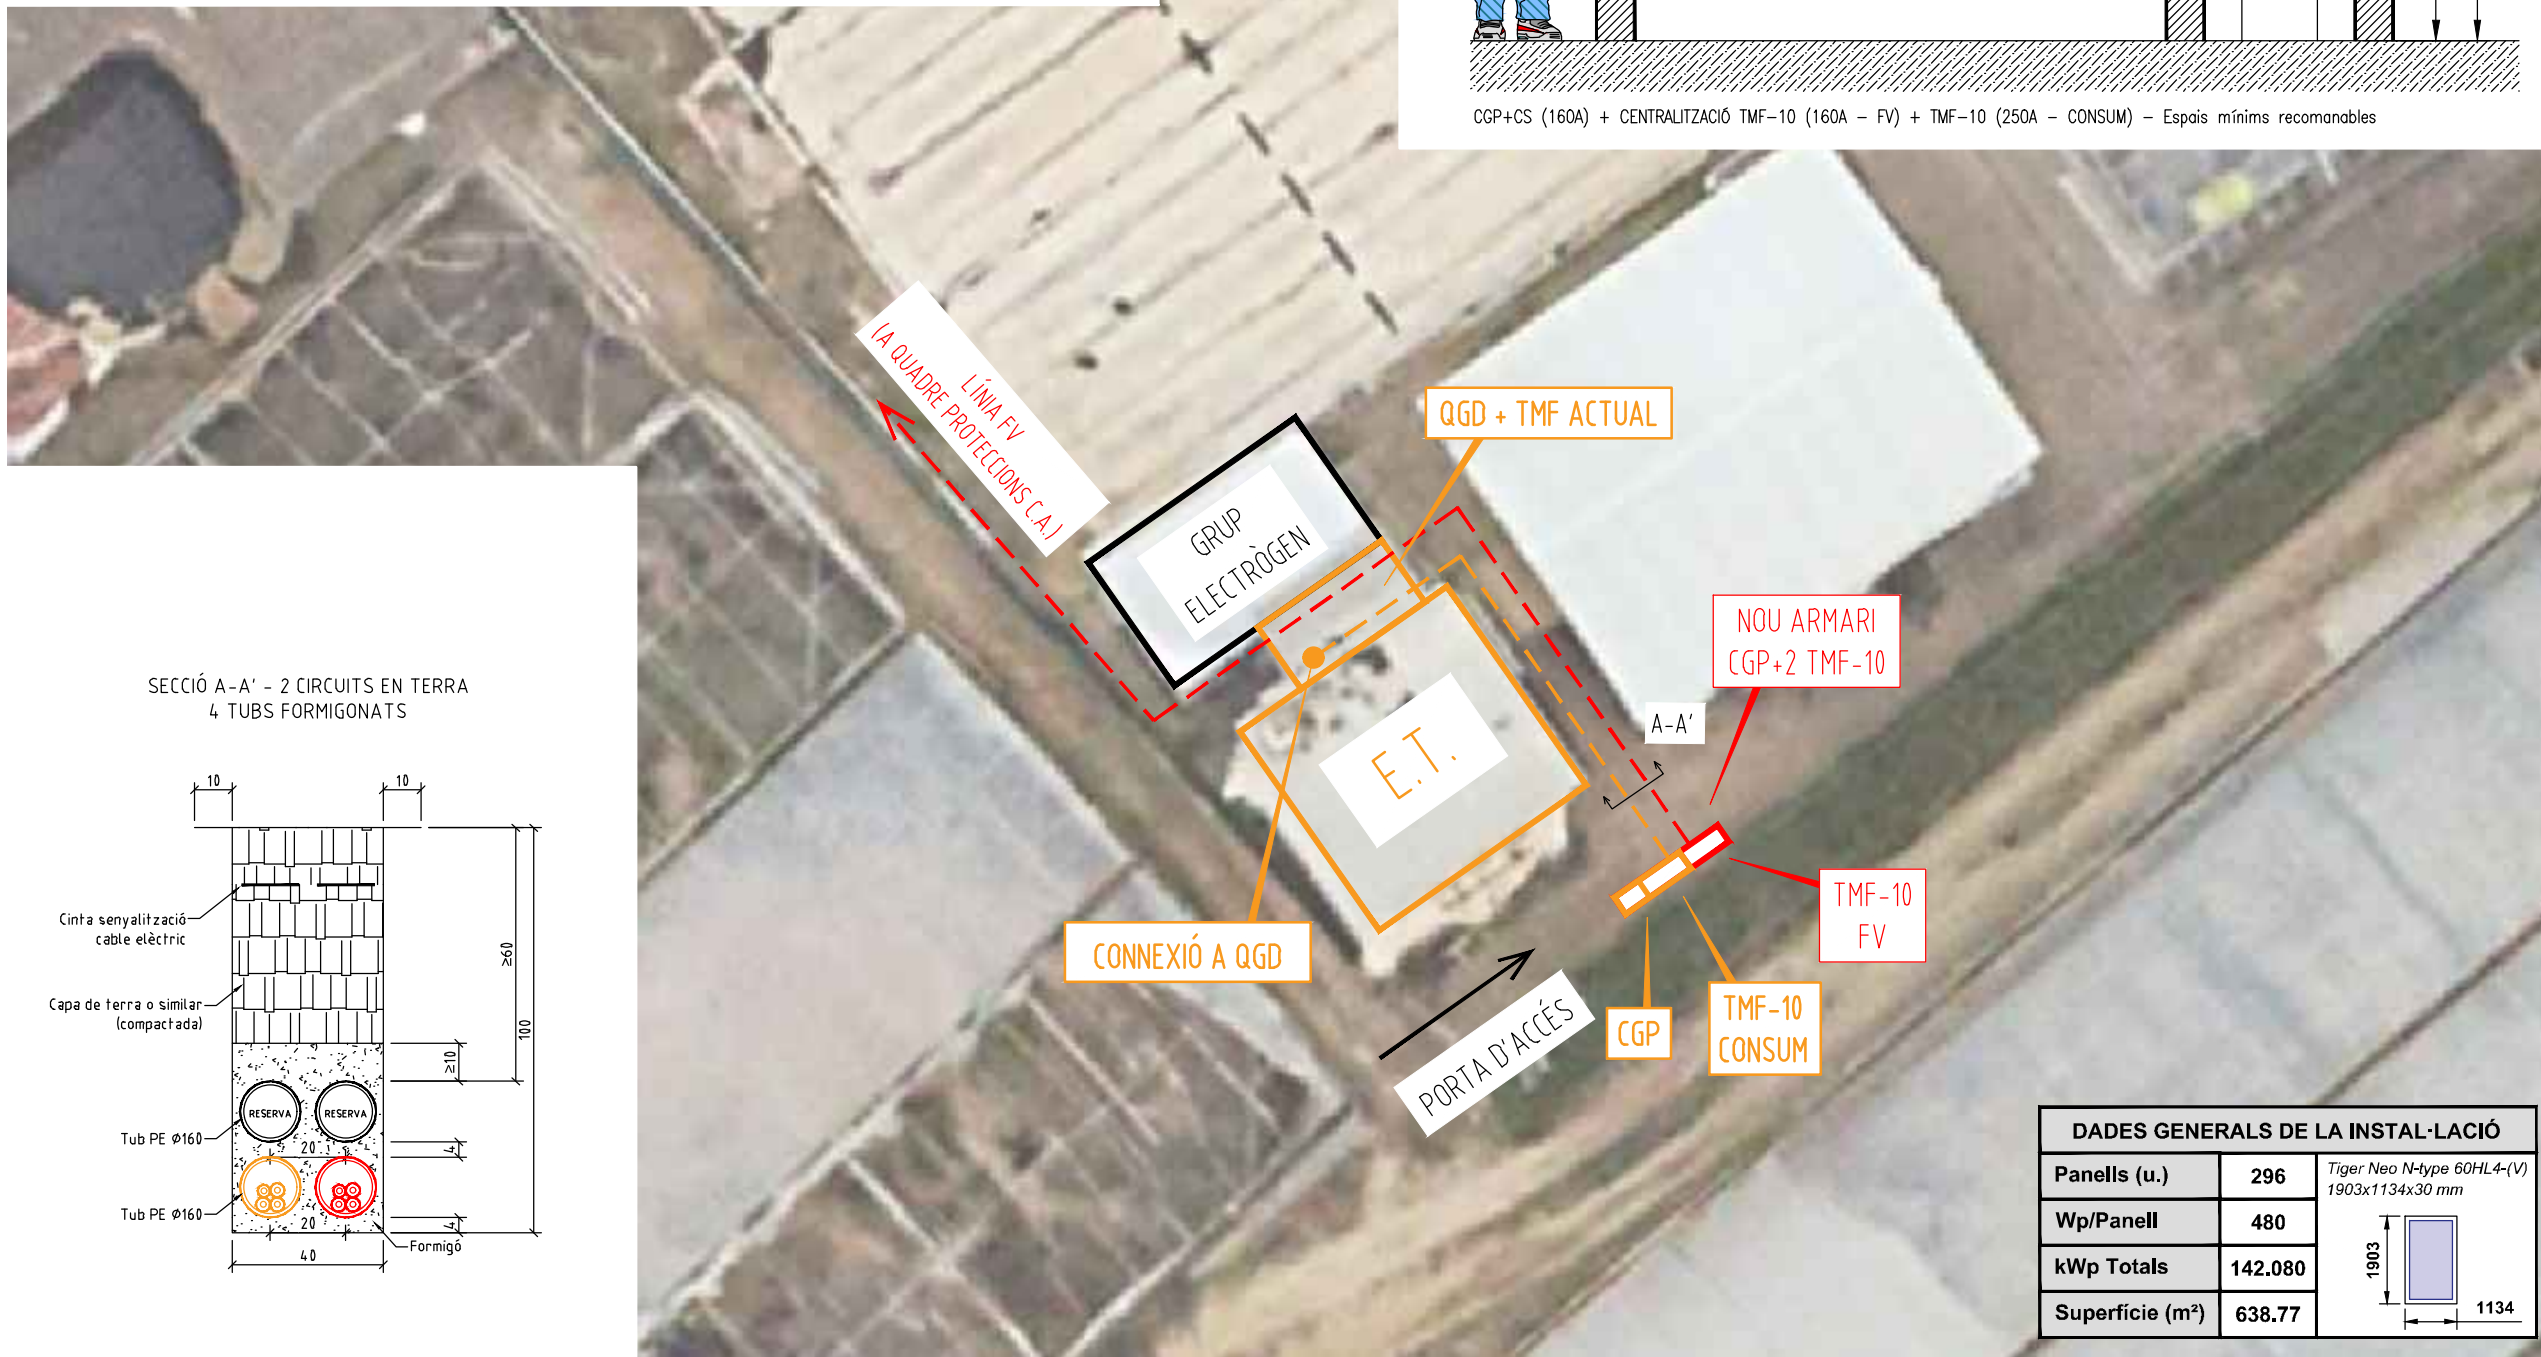 CGP+CS (160A) + CENTRALITZACIÓ TMF-10 (160A - FV) + TMF-10 (250A - CONSUM) - Espais mínims recomanables
LÍNIA FV
(A QUADRE PROTECCIONS C.A.)
QGD + TMF ACTUAL
GRUP
ELECTRÒGEN
NOU ARMARI
CGP+2 TMF-10
A-A'
E.T.
TMF-10
FV
CONNEXIÓ A QGD
CGP
TMF-10
CONSUM
PORTA D'ACCÉS
SECCIÓ A-A' - 2 CIRCUITS EN TERRA
4 TUBS FORMIGONATS
10
10
Cinta senyalització
cable elèctric
≥60
Capa de terra o similar
(compactada)
100
≥10
RESERVA
RESERVA
Tub PE Ø160
20
4
Tub PE Ø160
20
4
Formigó
40
DADES GENERALS DE LA INSTAL·LACIÓ
Panells (u.) 296
Tiger Neo N-type 60HL4-(V)
1903x1134x30 mm
Wp/Panell 480
kWp Totals 142.080
Superfície (m²) 638.77
1903
1134